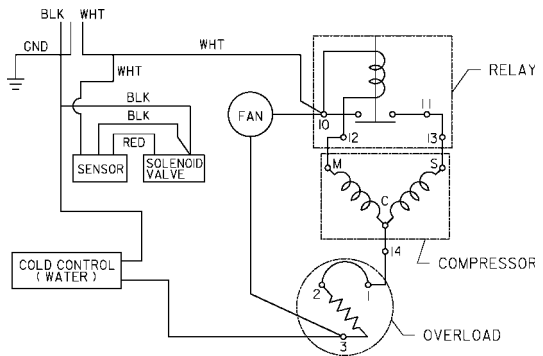 BLK
WHT
GND
WHT
WHT
BLK
BLK
RED
SENSOR
SOLENOID
VALVE
FAN
RELAY
10
11
12
13
M
S
C
14
COMPRESSOR
COLD CONTROL
(WATER)
2
1
3
OVERLOAD